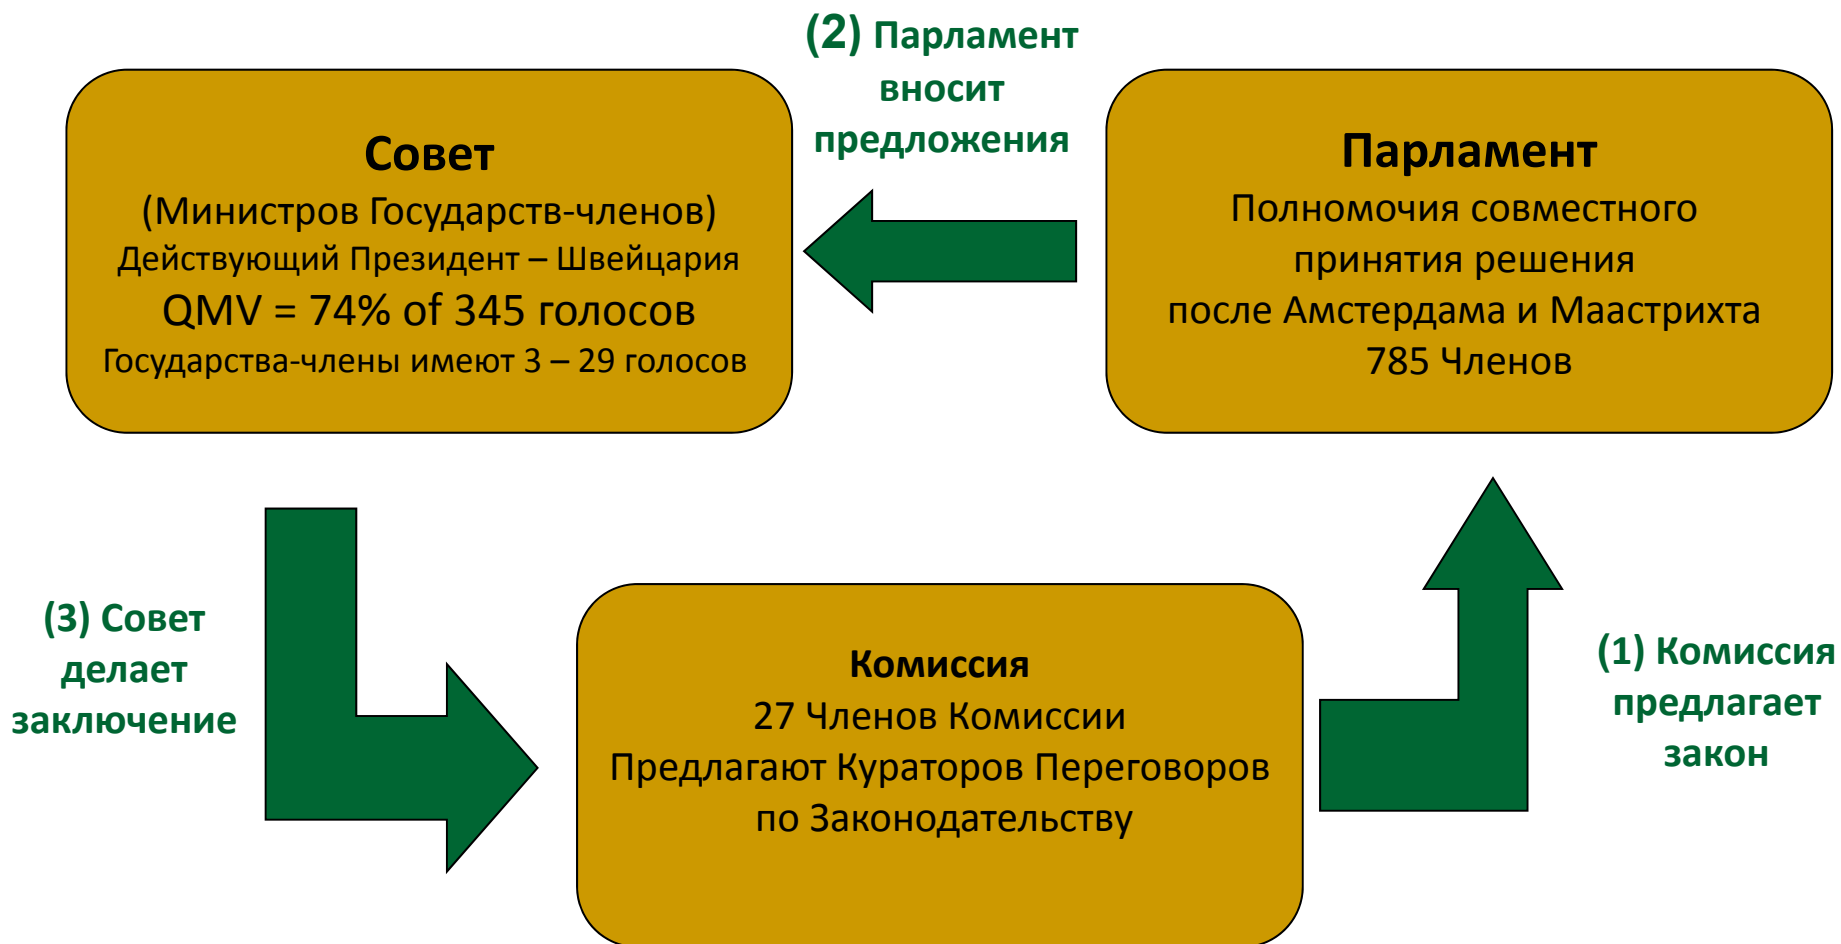 (2) Парламент
вносит
предложения
Совет
(Министров Государств-членов)
Действующий Президент – Швейцария
QMV = 74% of 345 голосов
Государства-члены имеют 3 – 29 голосов
Парламент
Полномочия совместного
принятия решения
после Амстердама и Маастрихта
785 Членов
(3) Совет
делает
заключение
Комиссия
27 Членов Комиссии
Предлагают Кураторов Переговоров
по Законодательству
(1) Комиссия
предлагает
закон